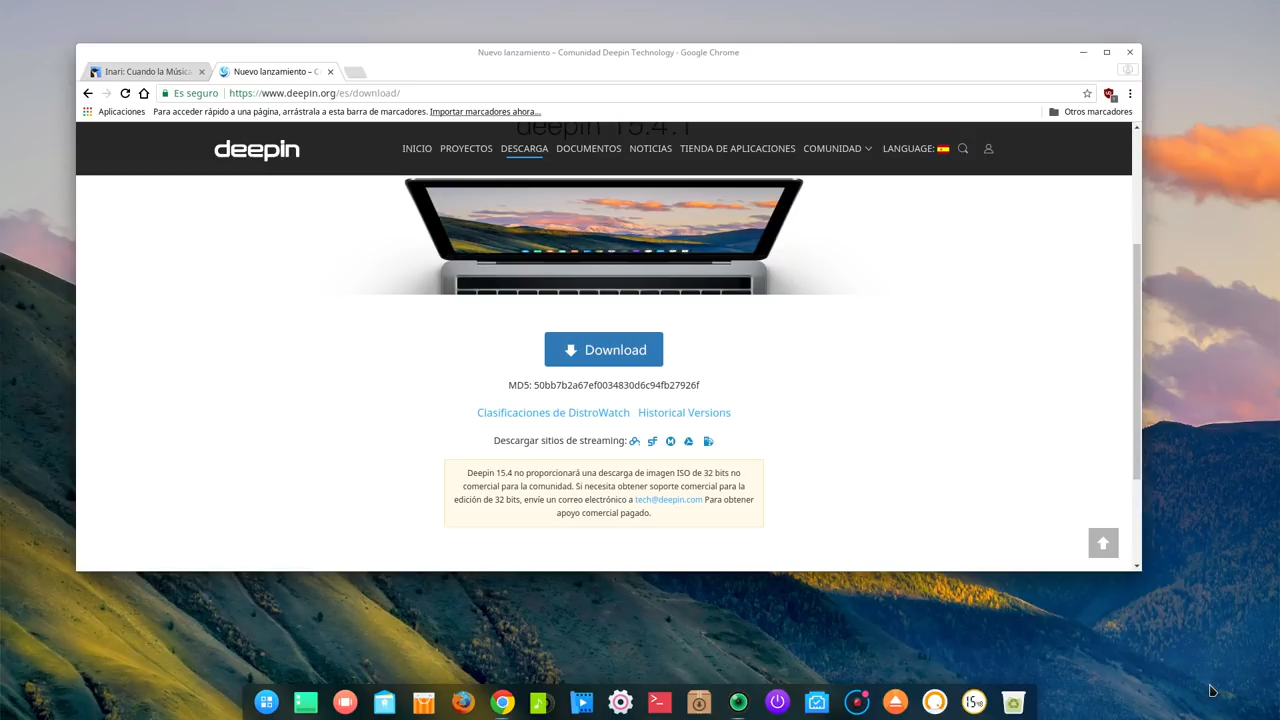 Nuevo lanzamiento – Comunidad Deepin Technology - Google Chrome
Inari: Cuando la Música
Nuevo lanzamiento – C
Es seguro https://www.deepin.org/es/download/
Aplicaciones Para acceder rápido a una página, arrástrala a esta barra de marcadores. Importar marcadores ahora... Otros marcadores
deepin 15.4.1
deepin INICIO PROYECTOS DESCARGA DOCUMENTOS NOTICIAS TIENDA DE APLICACIONES COMUNIDAD LANGUAGE:
Download
MD5: 50bb7b2a67ef0034830d6c94fb27926f
Clasificaciones de DistroWatch Historical Versions
Descargar sitios de streaming:
Deepin 15.4 no proporcionará una descarga de imagen ISO de 32 bits no
comercial para la comunidad. Si necesita obtener soporte comercial para la
edición de 32 bits, envíe un correo electrónico a tech@deepin.com Para obtener
apoyo comercial pagado.